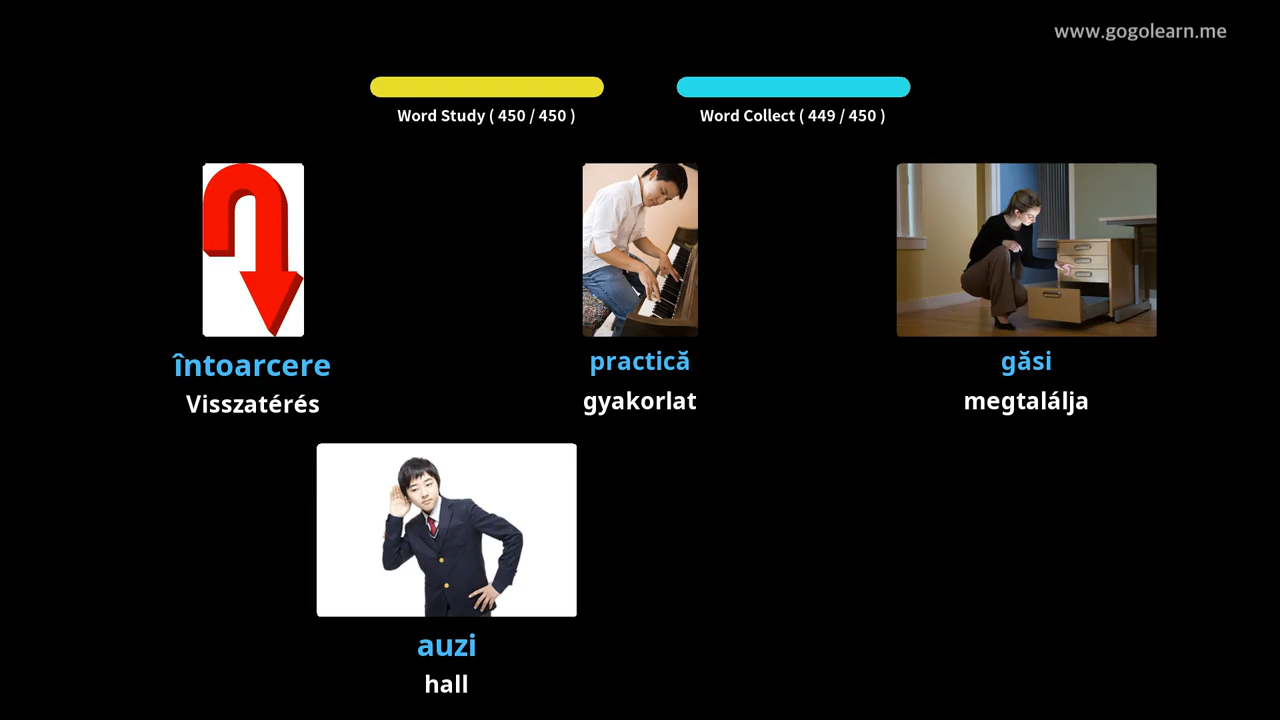 www.gogolearn.me
Word Study ( 450 / 450 )
Word Collect ( 449 / 450 )
întoarcere
Visszatérés
practică
gyakorlat
găsi
megtalálja
auzi
hall